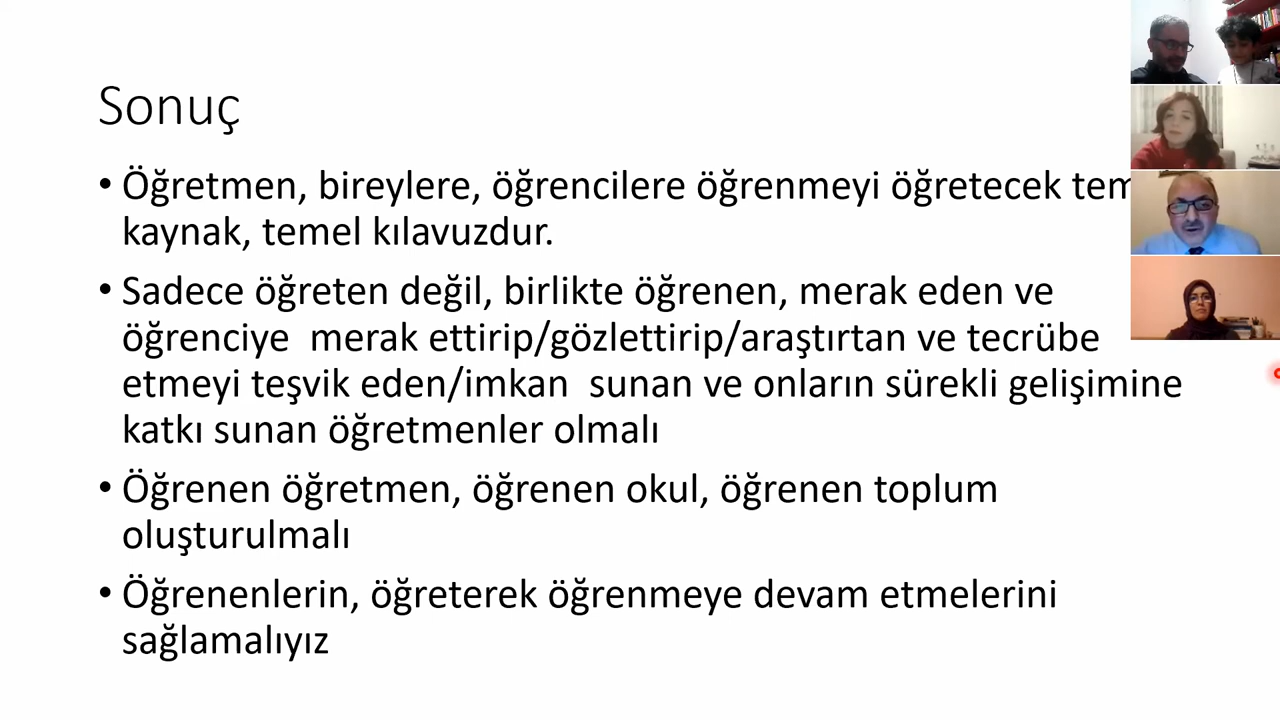 Sonuç
• Öğretmen, bireylere, öğrencilere öğrenmeyi öğretecek
kaynak, temel kılavuzdur.
• Sadece öğreten değil, birlikte öğrenen, merak eden ve
öğrenciye  merak ettirip/gözlettirip/araştırtan ve tecrübe
etmeyi teşvik eden/imkan  sunan ve onların sürekli gelişimine
katkı sunan öğretmenler olmalı
• Öğrenen öğretmen, öğrenen okul, öğrenen toplum
oluşturulmalı
• Öğrenenlerin, öğreterek öğrenmeye devam etmelerini
sağlamalıyız